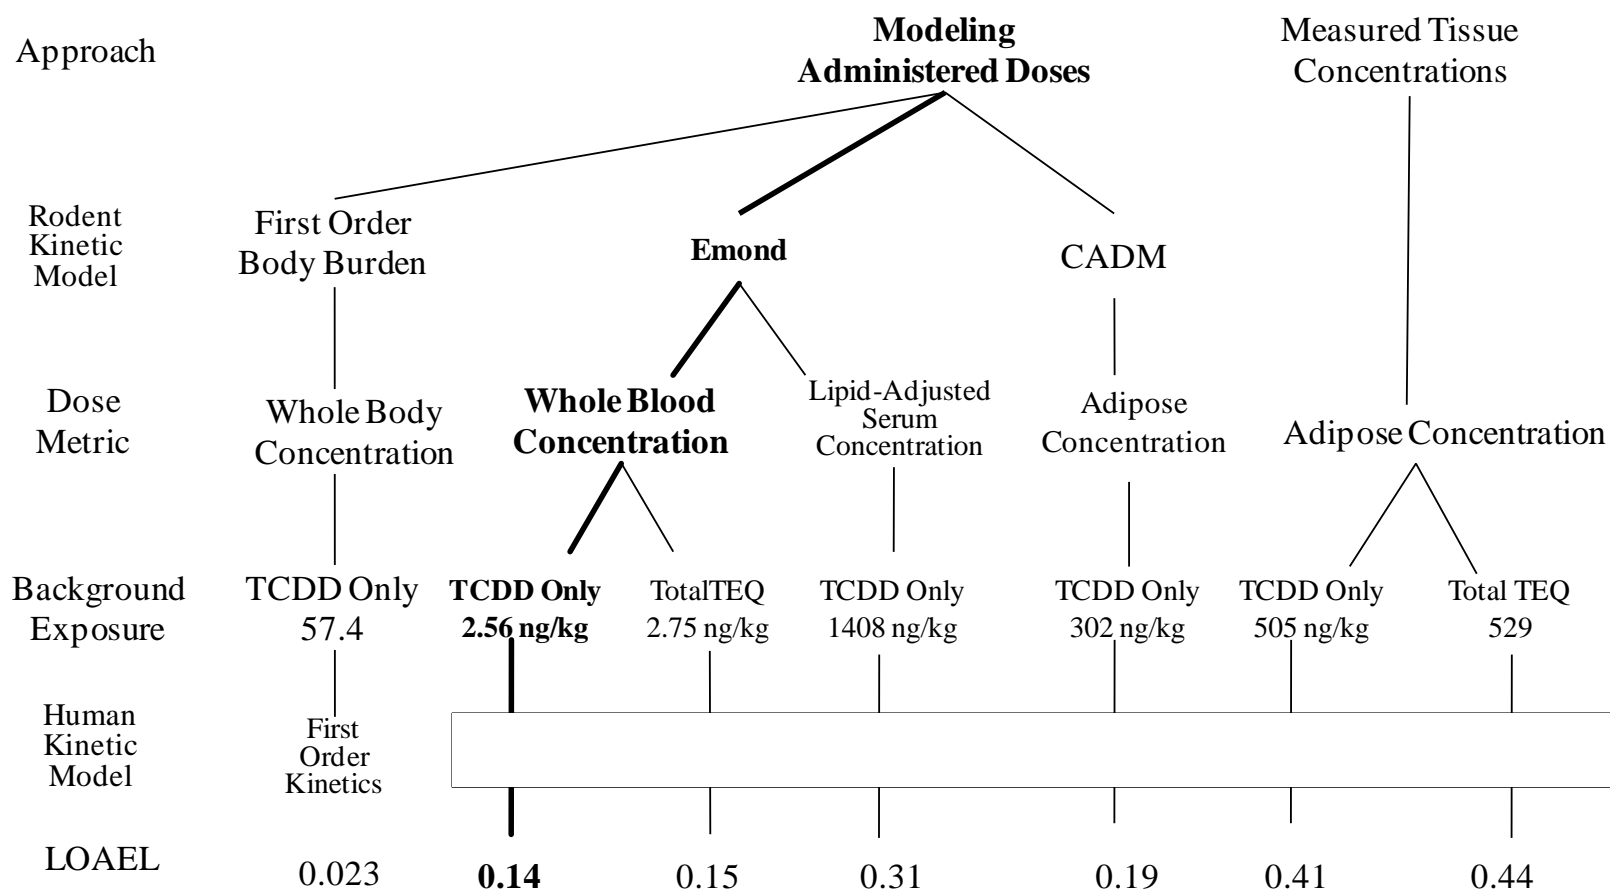 Approach
Modeling
Administered Doses
Measured Tissue
Concentrations
Rodent
Kinetic
Model
First Order
Body Burden
Emond
CADM
Dose
Metric
Whole Body
Concentration
Whole Blood
Concentration
Lipid-Adjusted
Serum
Concentration
Adipose
Concentration
Adipose Concentration
Background
Exposure
TCDD Only
57.4
TCDD Only
2.56 ng/kg
TotalTEQ
2.75 ng/kg
TCDD Only
1408 ng/kg
TCDD Only
302 ng/kg
TCDD Only
505 ng/kg
Total TEQ
529
Human
Kinetic
Model
First
Order
Kinetics
LOAEL
0.023
0.14
0.15
0.31
0.19
0.41
0.44